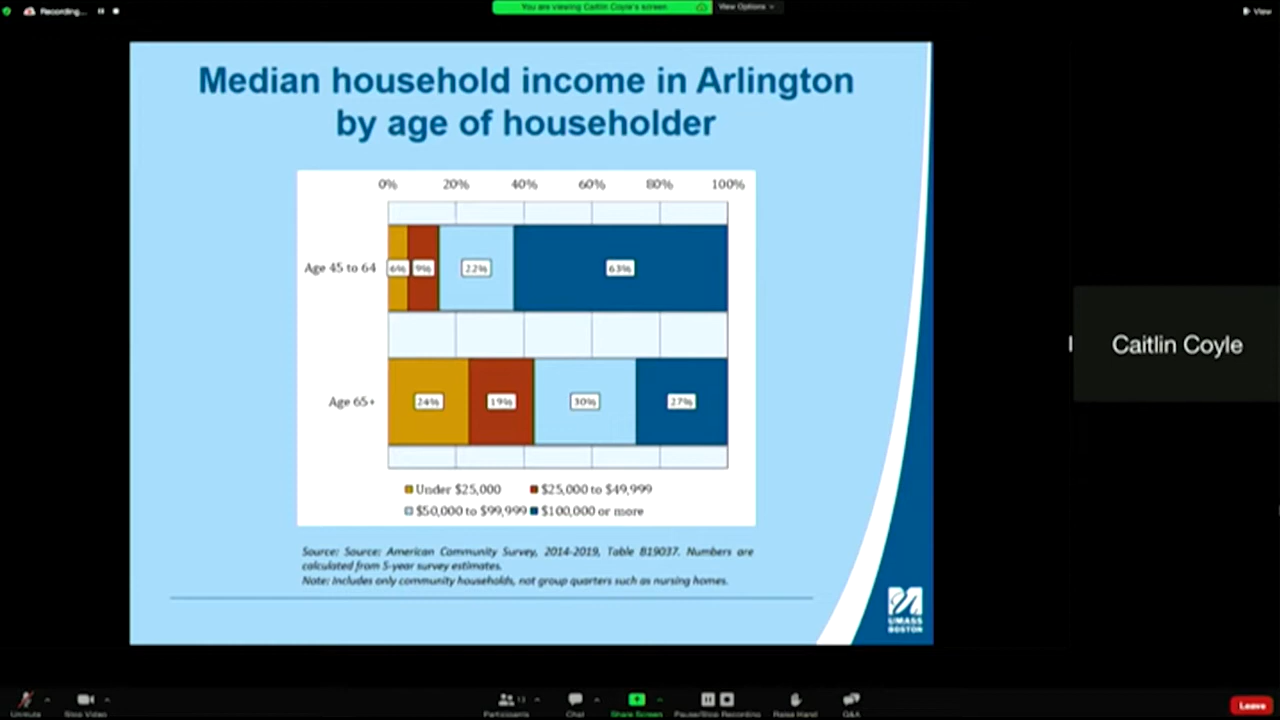 Recording...
You are viewing Caitlin Coyle's screen
View Options
View
Median household income in Arlington
by age of householder
0% 20% 40% 60% 80% 100%
Age 45 to 64 6% 9% 22% 63%
Age 65+ 24% 19% 30% 27%
Under $25,000 $25,000 to $49,999
$50,000 to $99,999 $100,000 or more
Source: Source: American Community Survey, 2014-2019, Table B19037. Numbers are
calculated from 5-year survey estimates.
Note: Includes only community households, not group quarters such as nursing homes.
UMASS
BOSTON
Caitlin Coyle
Unmute Stop Video Participants 13 Chat Share Screen Pause/Stop Recording Raise Hand Q&A Leave